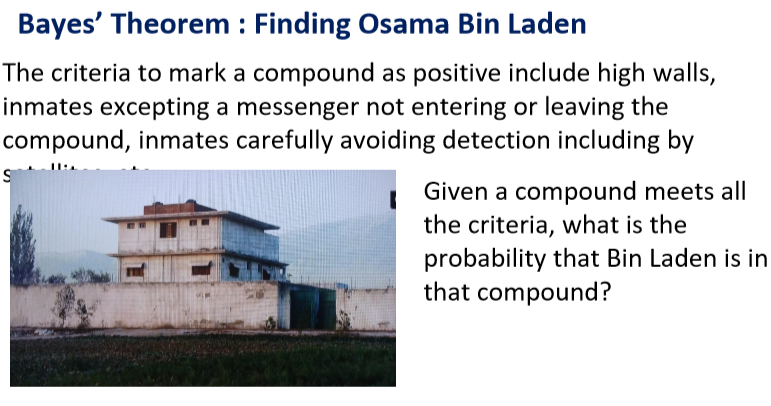 Bayes’ Theorem : Finding Osama Bin Laden
The criteria to mark a compound as positive include high walls,
inmates excepting a messenger not entering or leaving the
compound, inmates carefully avoiding detection including by
Given a compound meets all
the criteria, what is the
probability that Bin Laden is in
that compound?